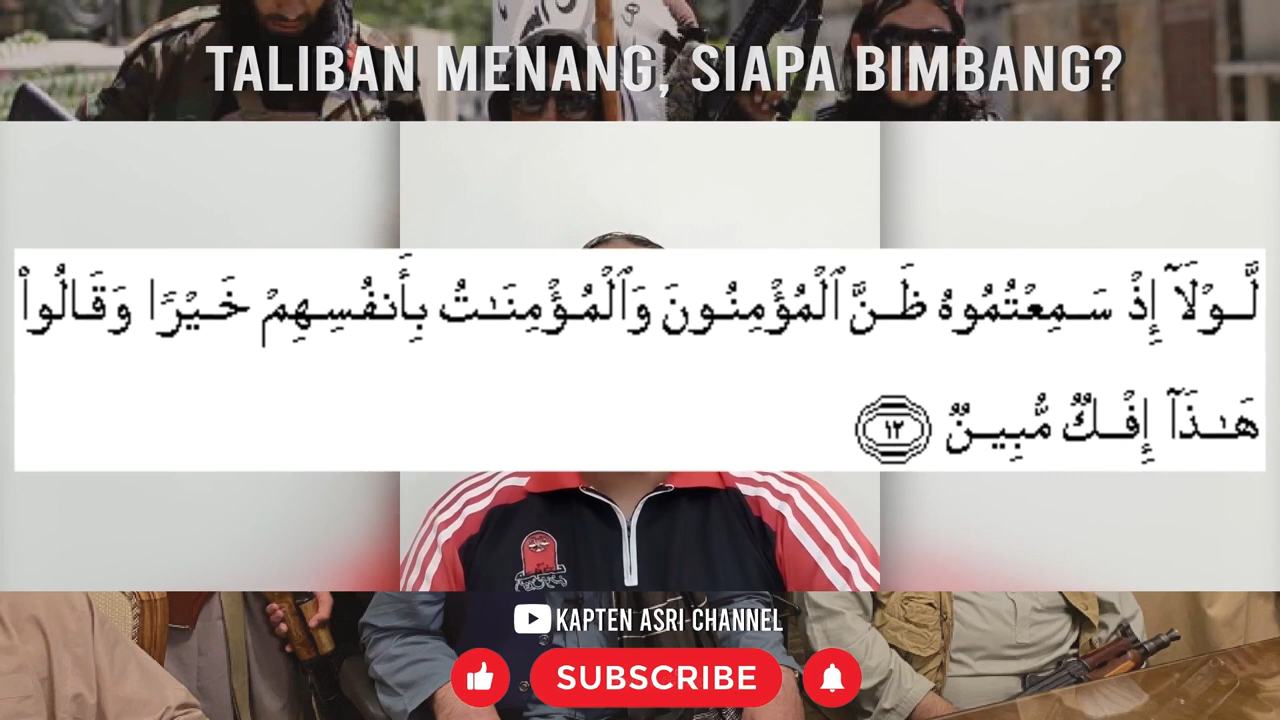 TALIBAN MENANG, SIAPA BIMBANG?
لَّوْلَآ إِذْ سَمِعْتُمُوهُ ظَنَّ ٱلْمُؤْمِنُونَ وَٱلْمُؤْمِنَـٰتُ بِأَنفُسِهِمْ خَيْرًا وَقَالُوا۟
هَـٰذَآ إِفْكٌ مُّبِينٌ ١٢
KAPTEN ASRI CHANNEL
SUBSCRIBE